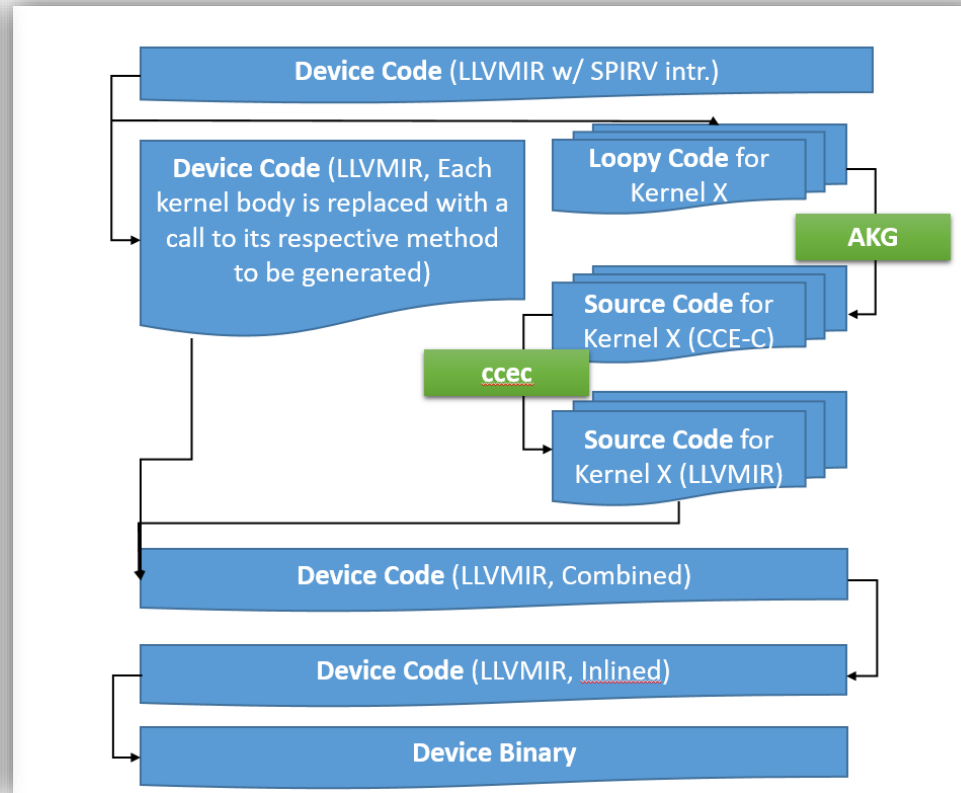 Device Code (LLVMIR w/ SPIRV intr.)
Device Code (LLVMIR, Each
kernel body is replaced with a
call to its respective method
to be generated)
Loopy Code for
Kernel X
AKG
Source Code for
Kernel X (CCE-C)
ccec
Source Code for
Kernel X (LLVMIR)
Device Code (LLVMIR, Combined)
Device Code (LLVMIR, Inlined)
Device Binary